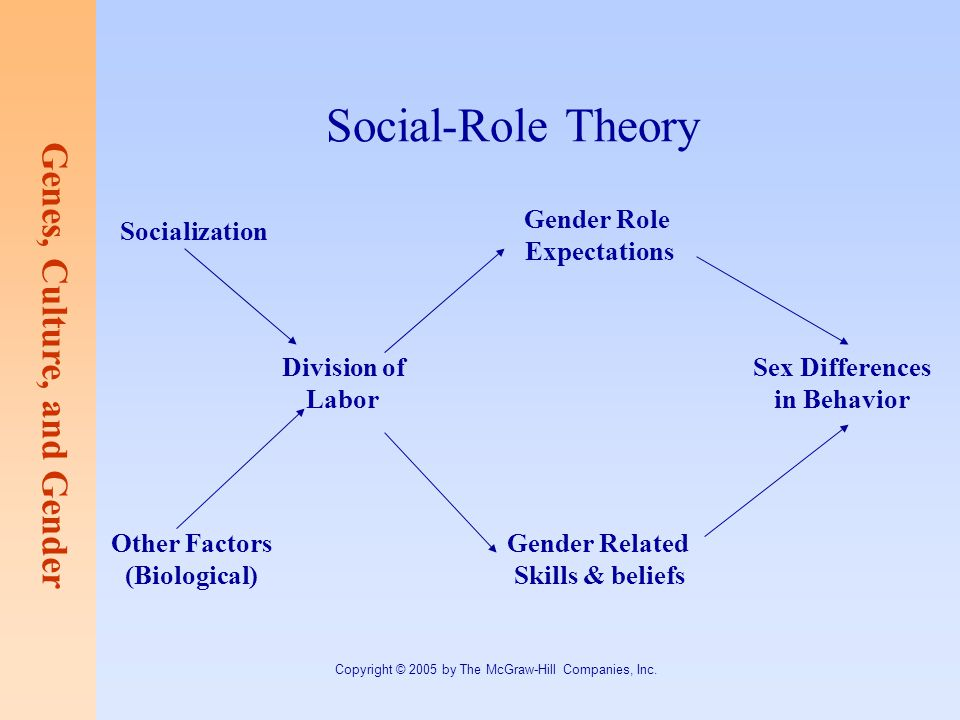 Genes, Culture, and Gender
Social-Role Theory
Socialization
Gender Role
Expectations
Division of
Labor
Sex Differences
in Behavior
Other Factors
(Biological)
Gender Related
Skills & beliefs
Copyright © 2005 by The McGraw-Hill Companies, Inc.